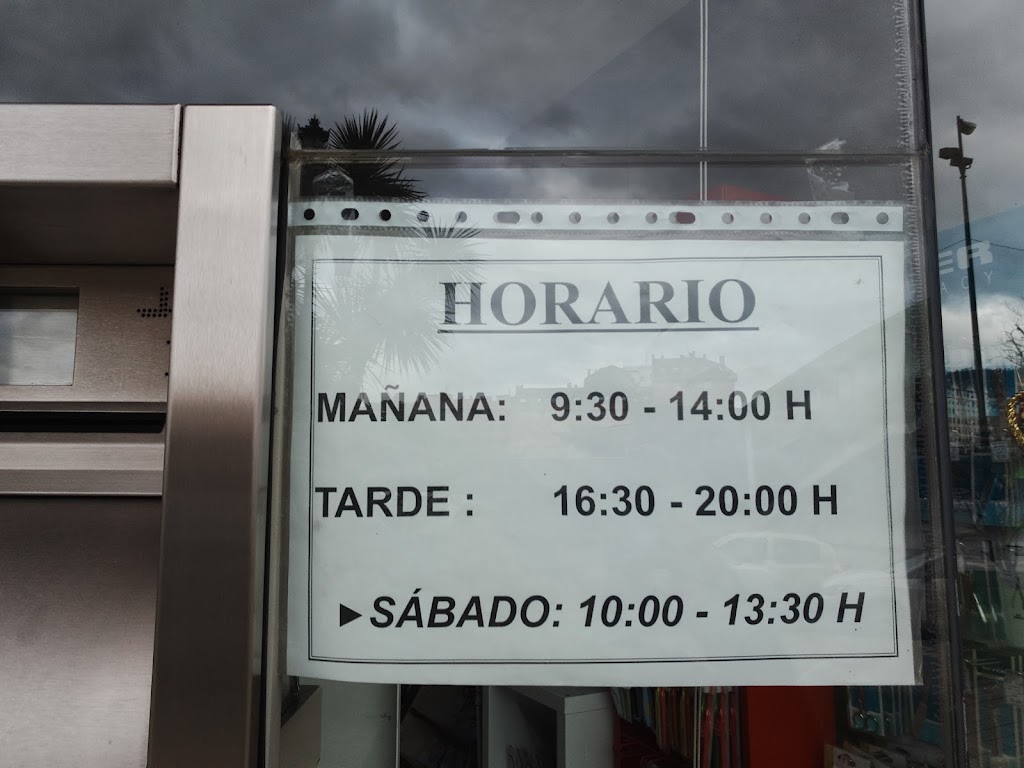 HORARIO
MAÑANA: 9:30 - 14:00 H
TARDE : 16:30 - 20:00 H
►SÁBADO: 10:00 - 13:30 H